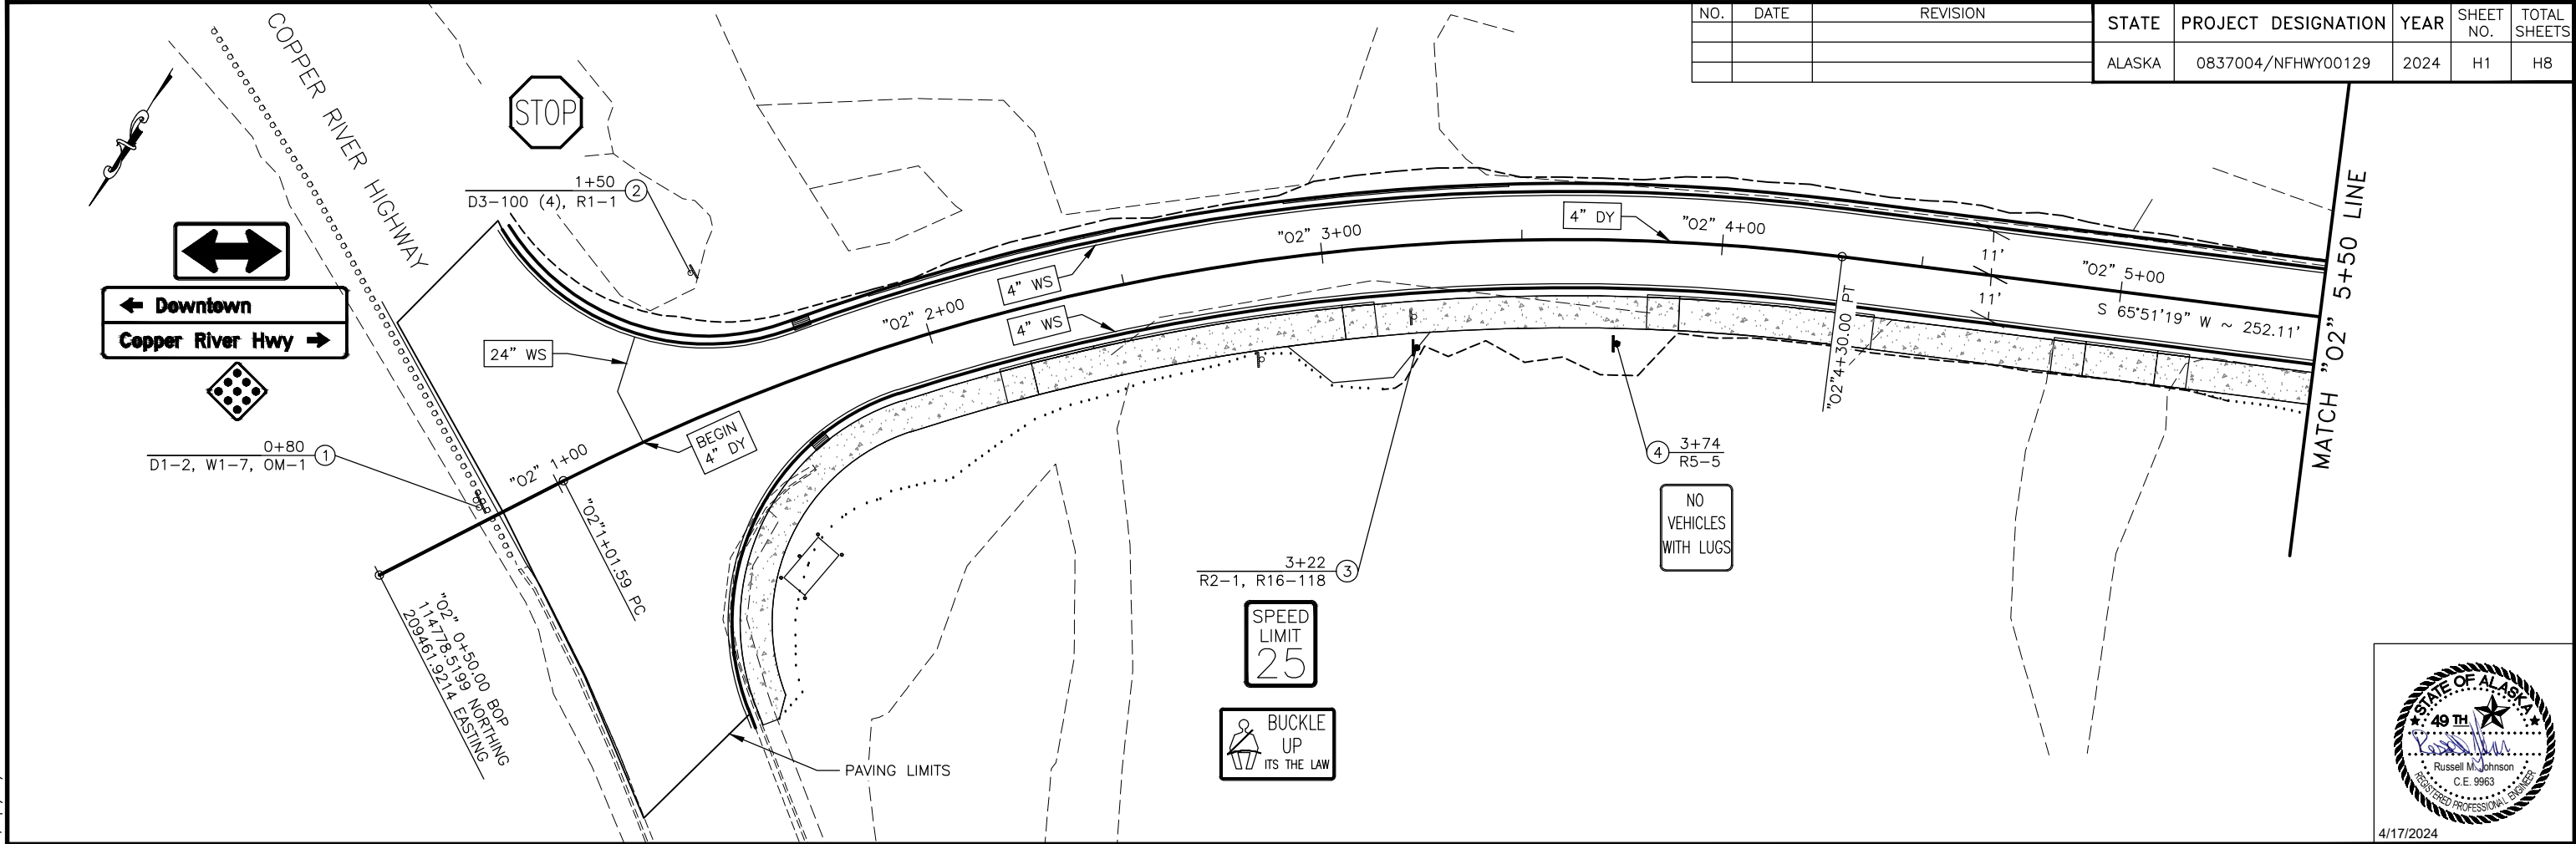 NO.
DATE
REVISION
STATE
PROJECT DESIGNATION
YEAR
SHEET NO.
TOTAL SHEETS
ALASKA
0837004/NFHWY00129
2024
H1
H8
COPPER RIVER HIGHWAY
STOP
1+50
D3-100 (4), R1-1
2
← Downtown
Copper River Hwy →
0+80
D1-2, W1-7, OM-1
1
24" WS
"O2" 1+00
"O2"1+01.59 PC
BEGIN
4" DY
"O2" 0+50.00 BOP
114778.5199 NORTHING
209461.9214 EASTING
"O2" 2+00
4" WS
4" WS
"O2" 3+00
4" DY
"O2" 4+00
"O2"4+30.00 PT
11'
11'
"O2" 5+00
S 65°51'19" W ~ 252.11'
MATCH "O2" 5+50 LINE
4
3+74
R5-5
NO
VEHICLES
WITH LUGS
3+22
R2-1, R16-118
3
SPEED
LIMIT
25
BUCKLE
UP
ITS THE LAW
PAVING LIMITS
STATE OF ALASKA
49 TH
Russell M. Johnson
C.E. 9963
REGISTERED PROFESSIONAL ENGINEER
4/17/2024